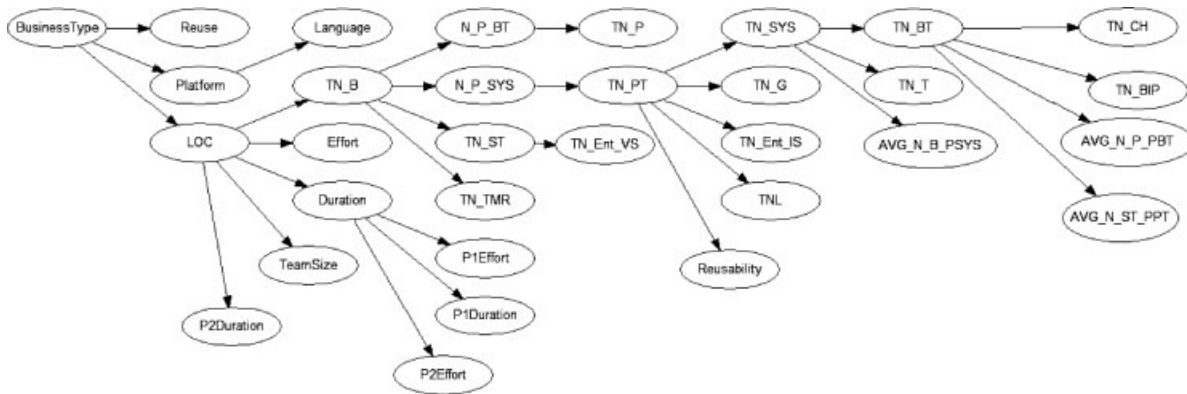 BusinessType
Reuse
Language
N_P_BT
TN_P
TN_SYS
TN_BT
TN_CH
Platform
TN_B
N_P_SYS
TN_PT
TN_G
TN_T
TN_BIP
LOC
Effort
TN_ST
TN_Ent_VS
TN_Ent_IS
AVG_N_B_PSYS
AVG_N_P_PBT
Duration
TN_TMR
TNL
AVG_N_ST_PPT
TeamSize
P1Effort
Reusability
P2Duration
P1Duration
P2Effort